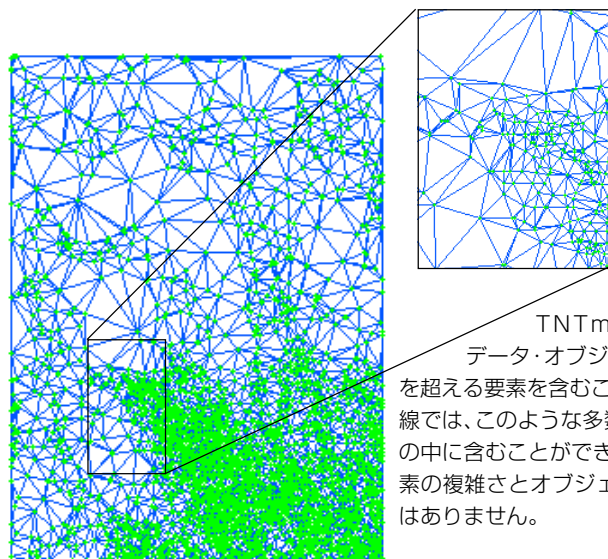 TNTm
データ・オブジ
を超える要素を含むこ
線では、このような多数
の中に含むことができ
素の複雑さとオブジェ
はありません。